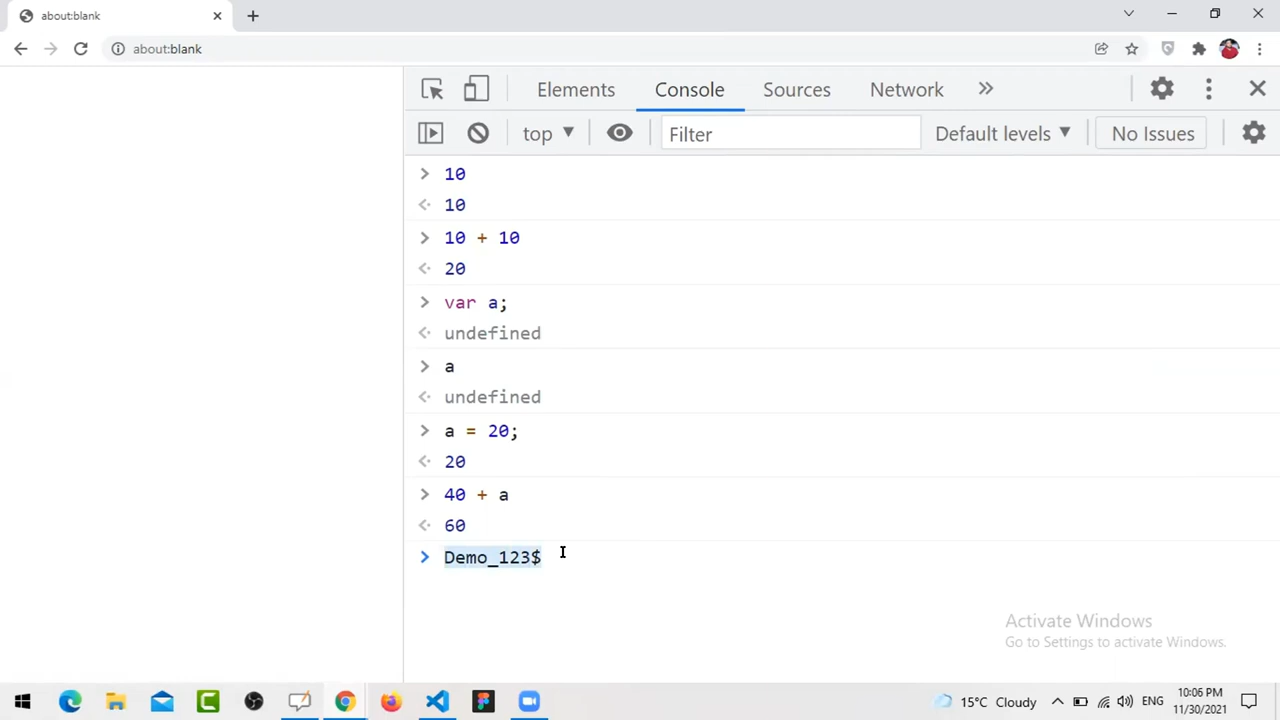 about:blank
about:blank
Elements Console Sources Network
top Filter Default levels No Issues
> 10
10
> 10 + 10
20
> var a;
undefined
> a
undefined
> a = 20;
20
> 40 + a
60
> Demo_123$
Activate Windows
Go to Settings to activate Windows.
15°C Cloudy ENG 10:06 PM
11/30/2021